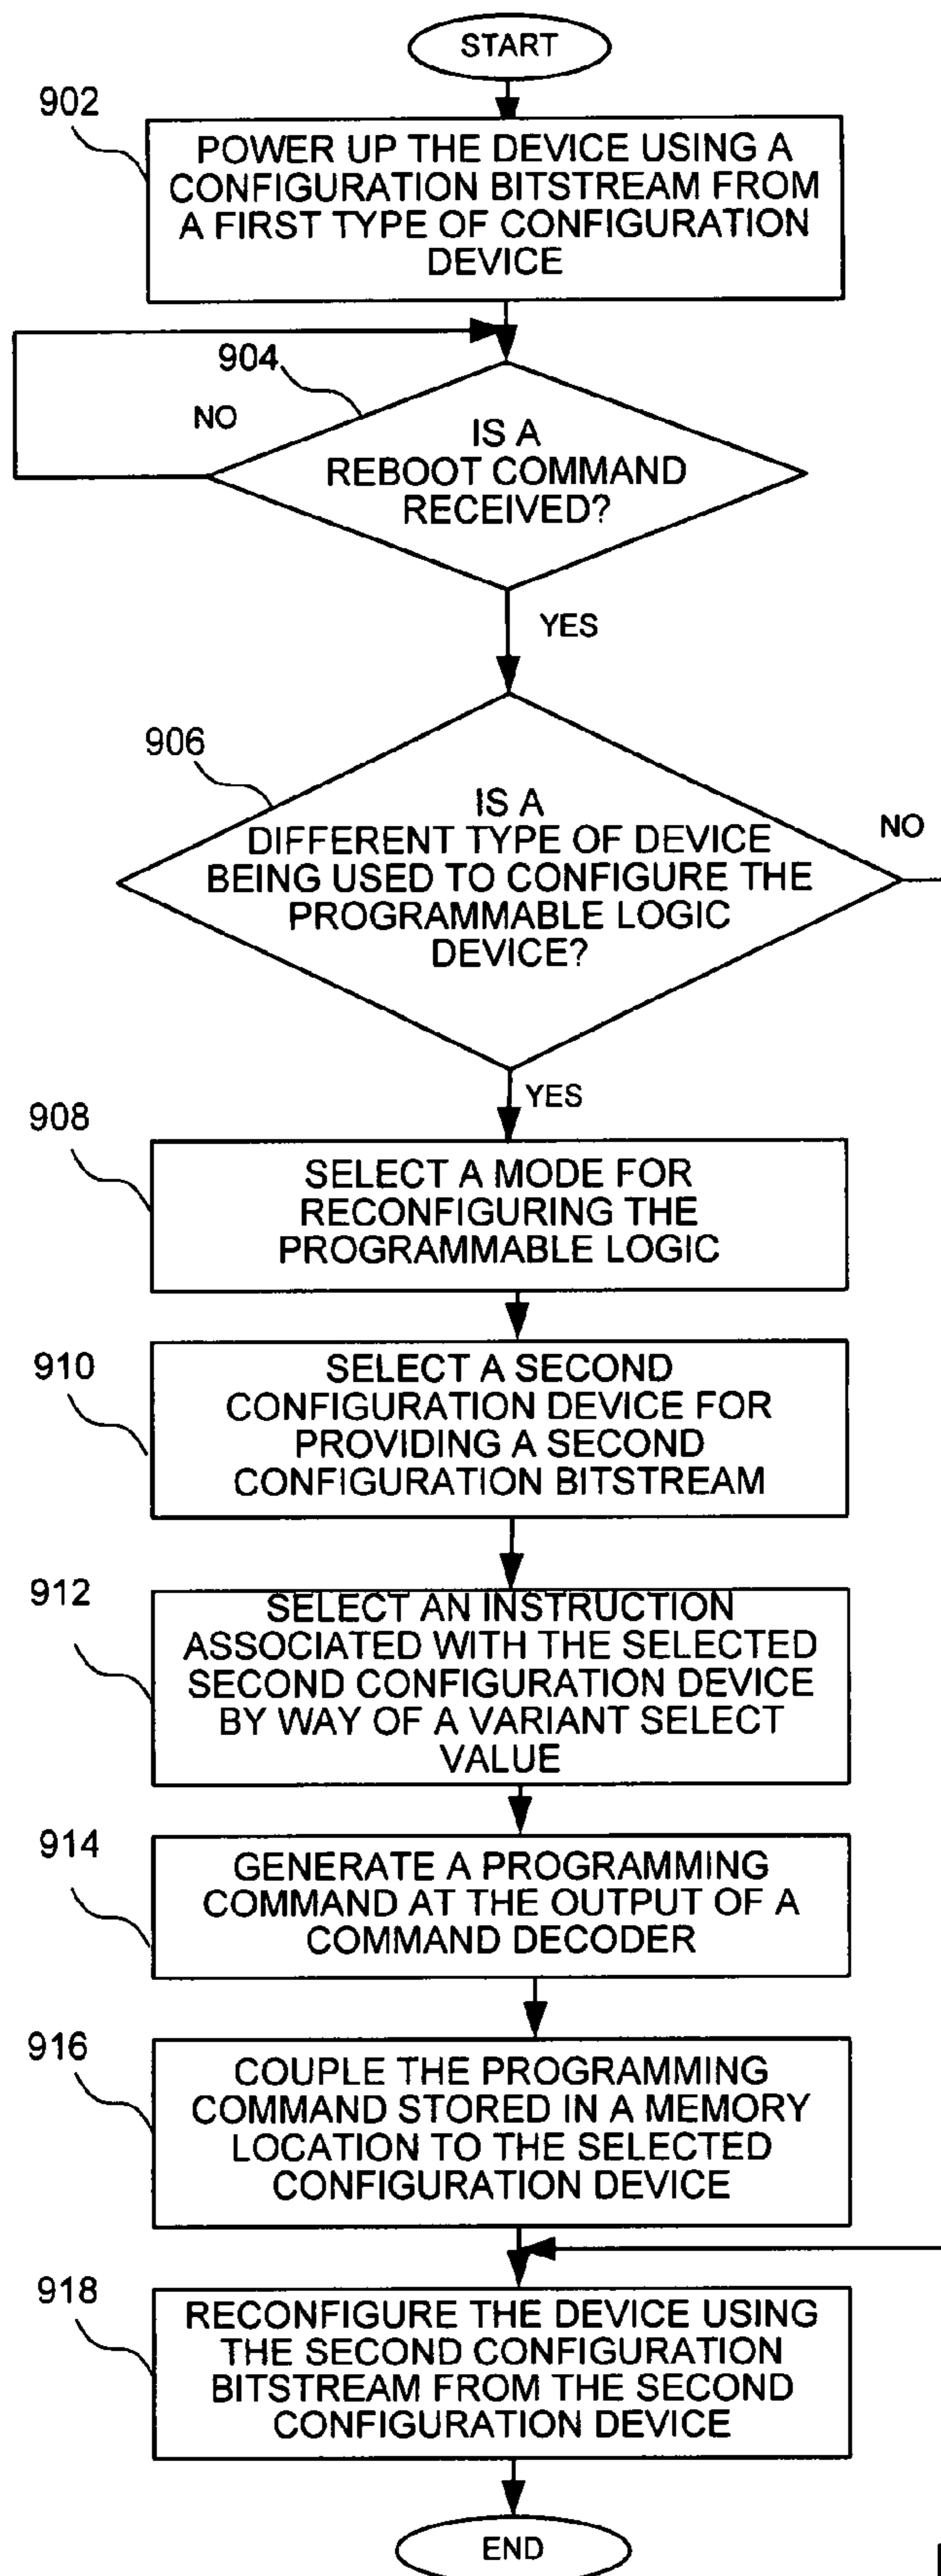 START
902
POWER UP THE DEVICE USING A
CONFIGURATION BITSTREAM FROM
A FIRST TYPE OF CONFIGURATION
DEVICE
904
NO
IS A
REBOOT COMMAND
RECEIVED?
YES
906
IS A
DIFFERENT TYPE OF DEVICE
BEING USED TO CONFIGURE THE
PROGRAMMABLE LOGIC
DEVICE?
NO
YES
908
SELECT A MODE FOR
RECONFIGURING THE
PROGRAMMABLE LOGIC
910
SELECT A SECOND
CONFIGURATION DEVICE FOR
PROVIDING A SECOND
CONFIGURATION BITSTREAM
912
SELECT AN INSTRUCTION
ASSOCIATED WITH THE SELECTED
SECOND CONFIGURATION DEVICE
BY WAY OF A VARIANT SELECT
VALUE
914
GENERATE A PROGRAMMING
COMMAND AT THE OUTPUT OF A
COMMAND DECODER
916
COUPLE THE PROGRAMMING
COMMAND STORED IN A MEMORY
LOCATION TO THE SELECTED
CONFIGURATION DEVICE
918
RECONFIGURE THE DEVICE USING
THE SECOND CONFIGURATION
BITSTREAM FROM THE SECOND
CONFIGURATION DEVICE
END